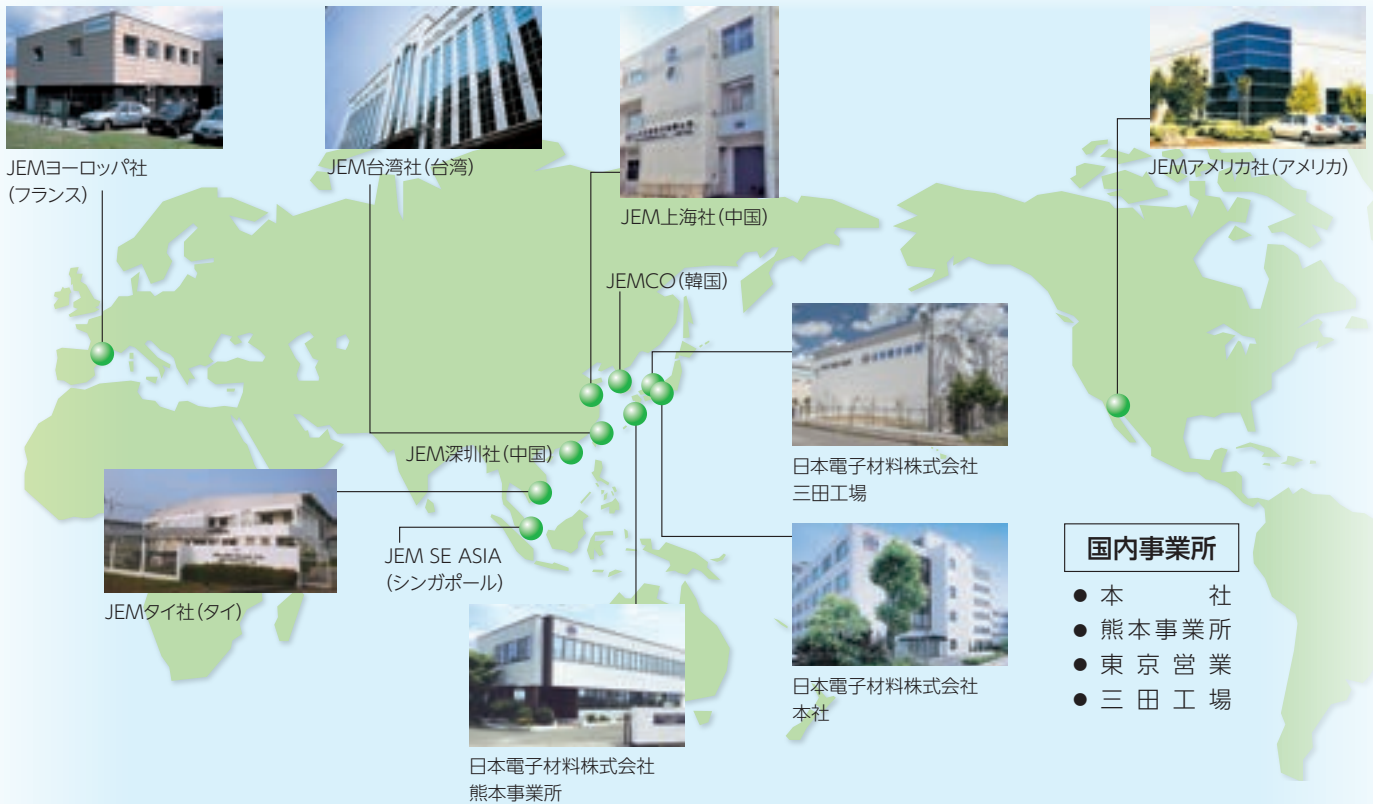 JEMヨーロッパ社
(フランス)
JEM台湾社(台湾)
JEM上海社(中国)
JEMアメリカ社(アメリカ)
JEMCO(韓国)
日本電子材料株式会社
三田工場
JEM深圳社(中国)
JEMタイ社(タイ)
JEM SE ASIA
(シンガポール)
日本電子材料株式会社
熊本事業所
日本電子材料株式会社
本社
国内事業所
● 本社
● 熊本事業所
● 東京営業
● 三田工場